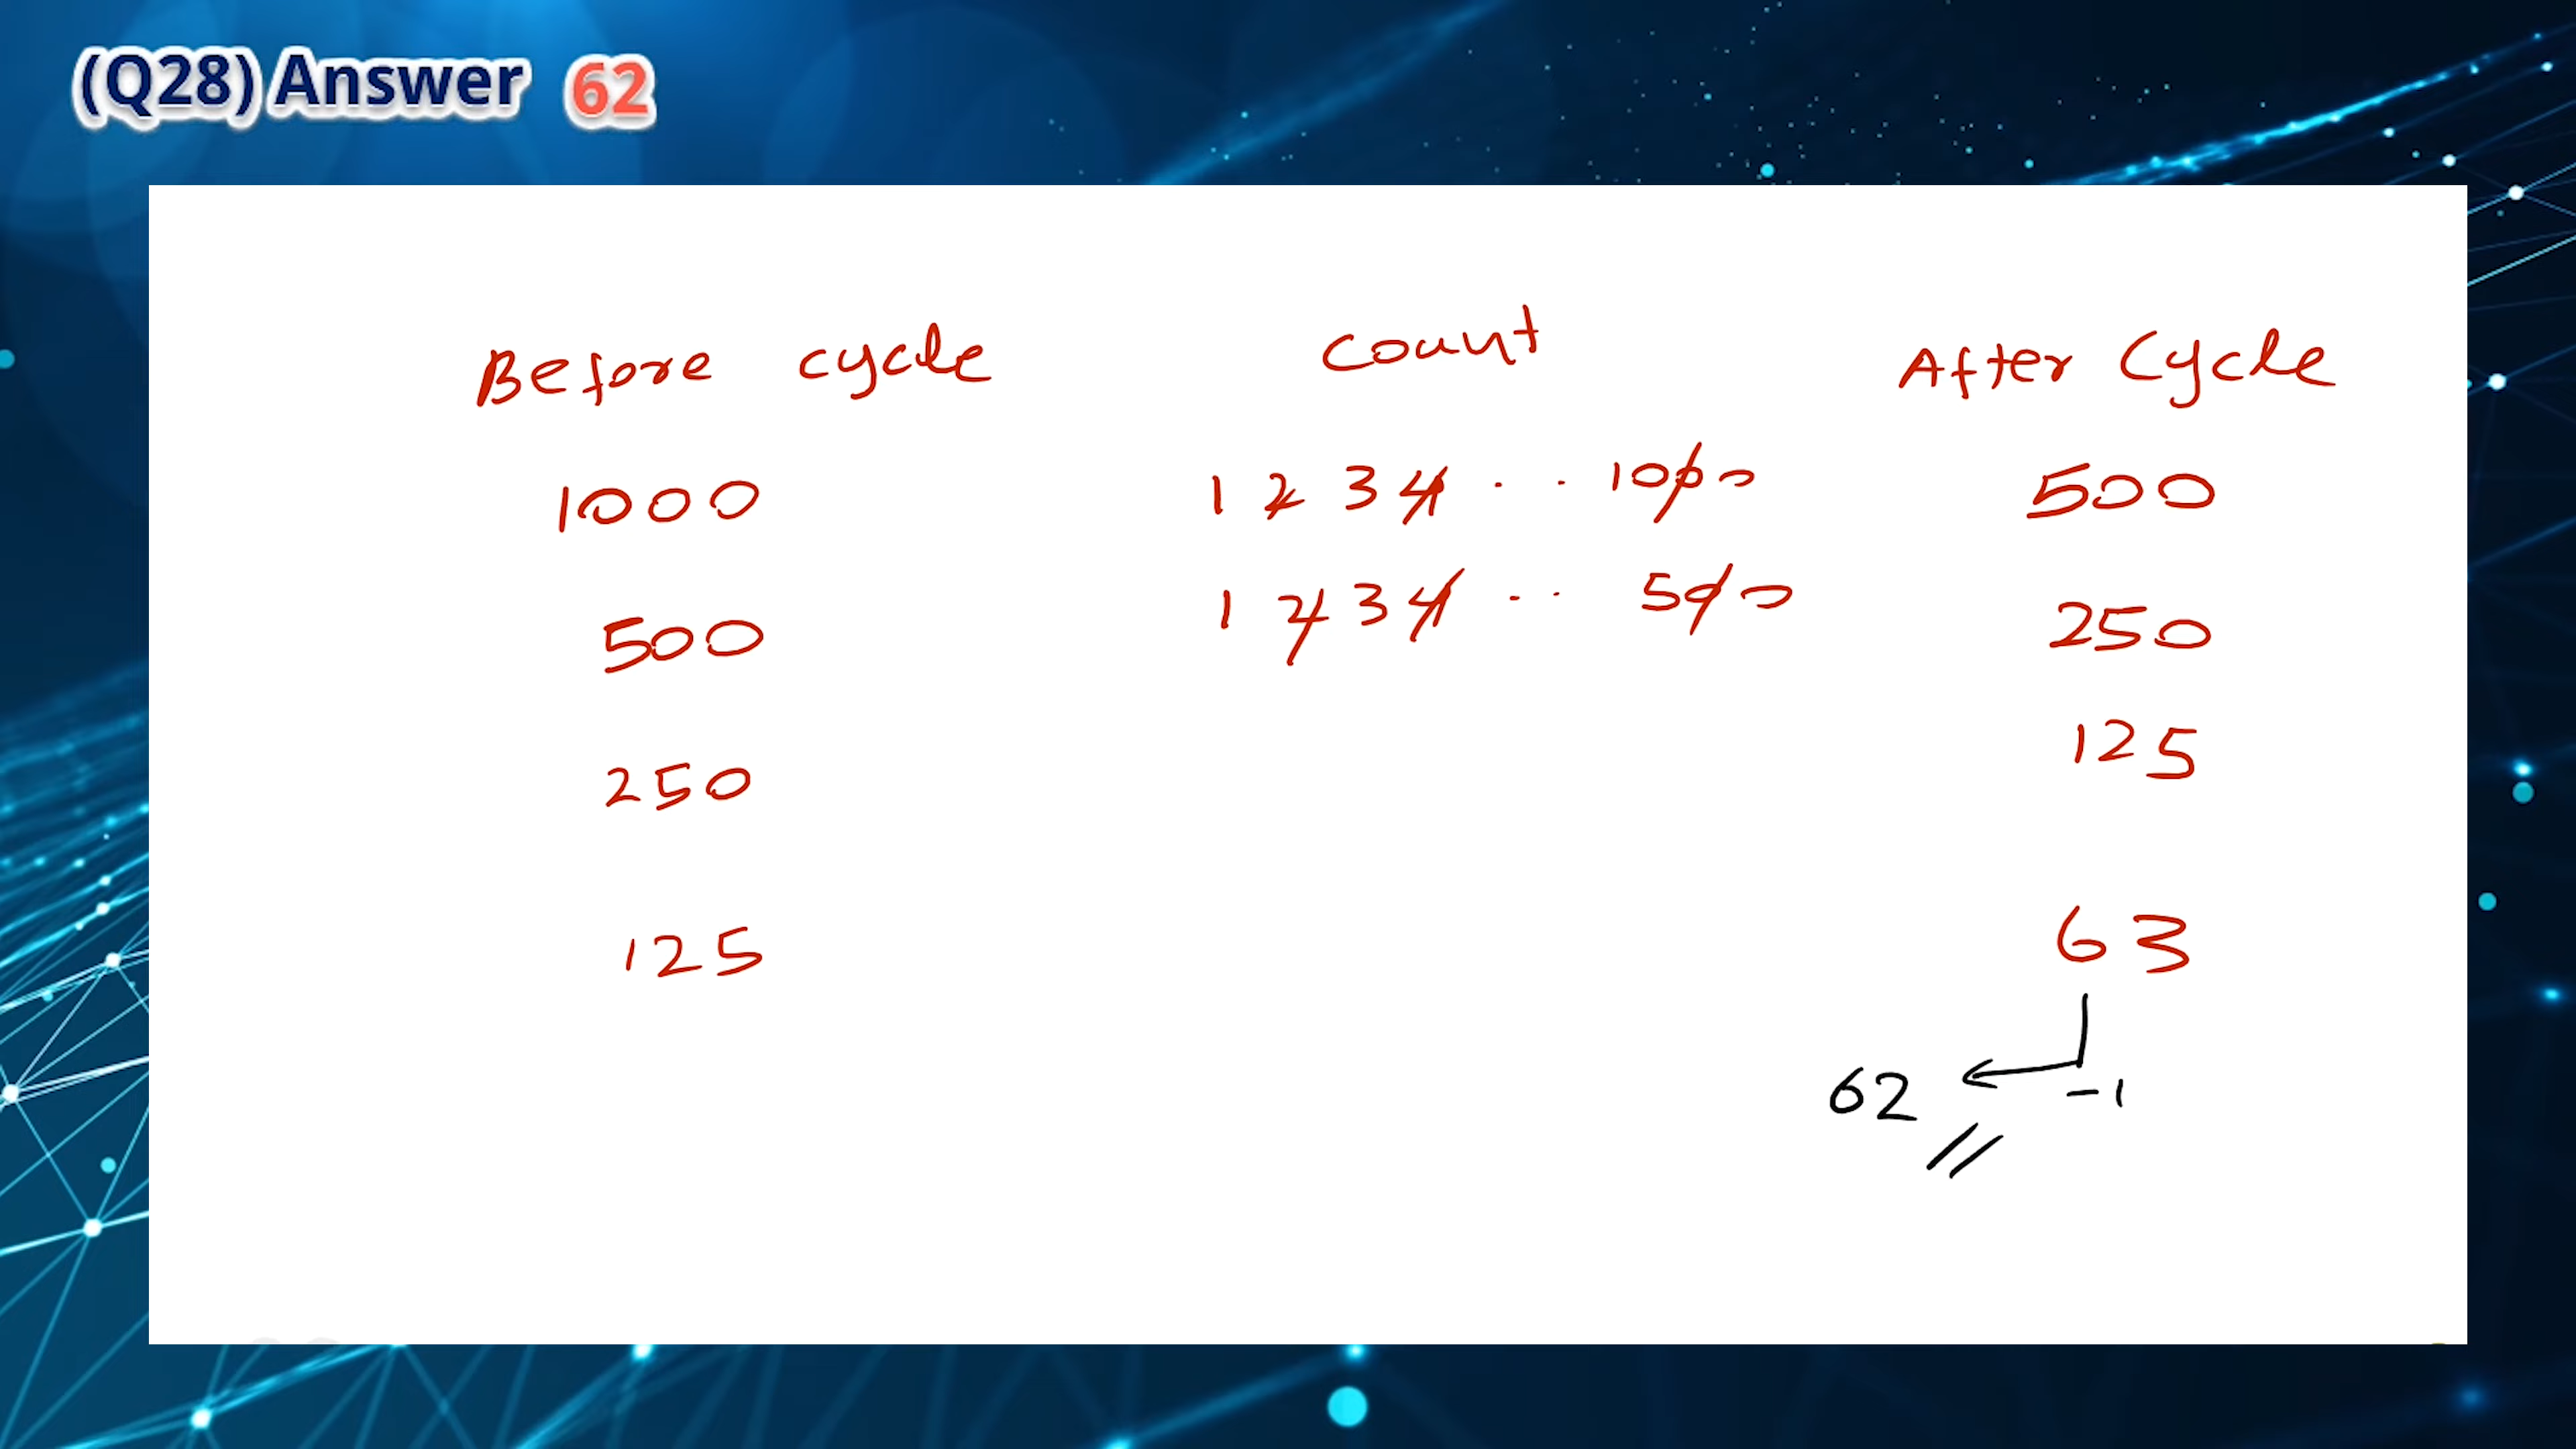 (Q28) Answer 62
Before cycle count After Cycle
1000 1 2 3 4 . . 1000 500
500 1 2 3 4 . . 500 250
250 125
125 63
62 -1